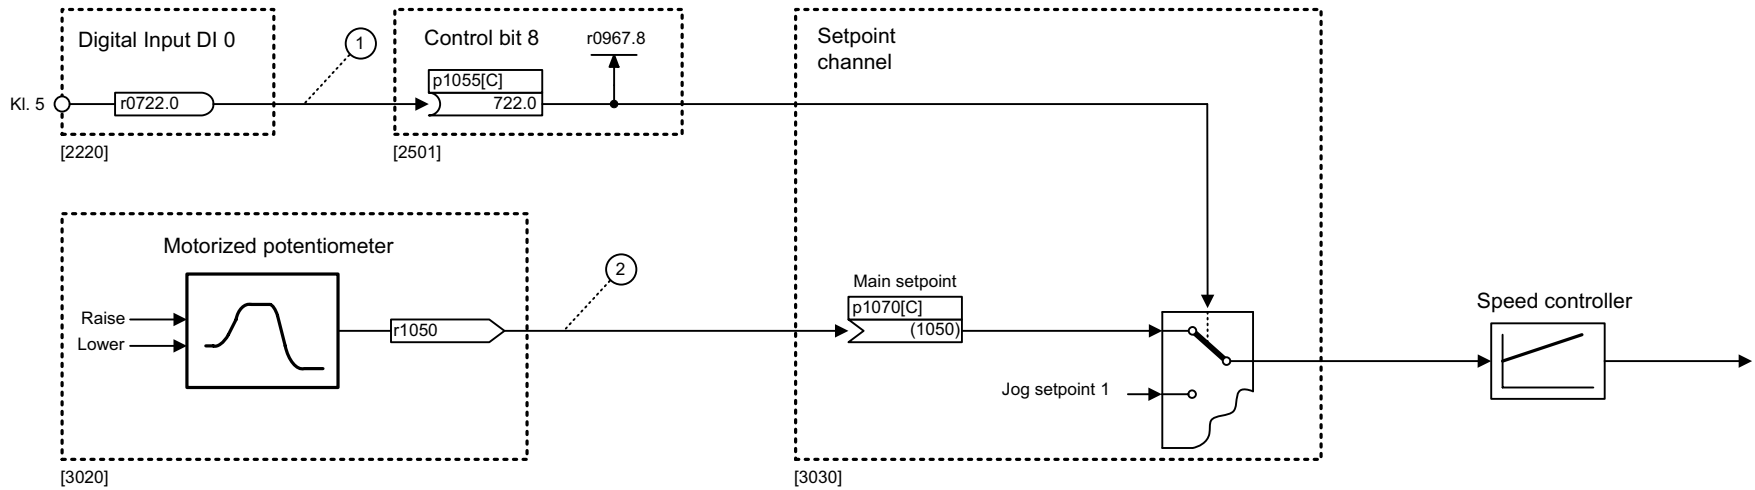 Digital Input DI 0
1
Control bit 8
r0967.8
Setpoint
channel
p1055[C]
Kl. 5
r0722.0
722.0
[2220]
[2501]
Motorized potentiometer
2
Main setpoint
Speed controller
p1070[C]
Raise
r1050
(1050)
Lower
Jog setpoint 1
[3020]
[3030]